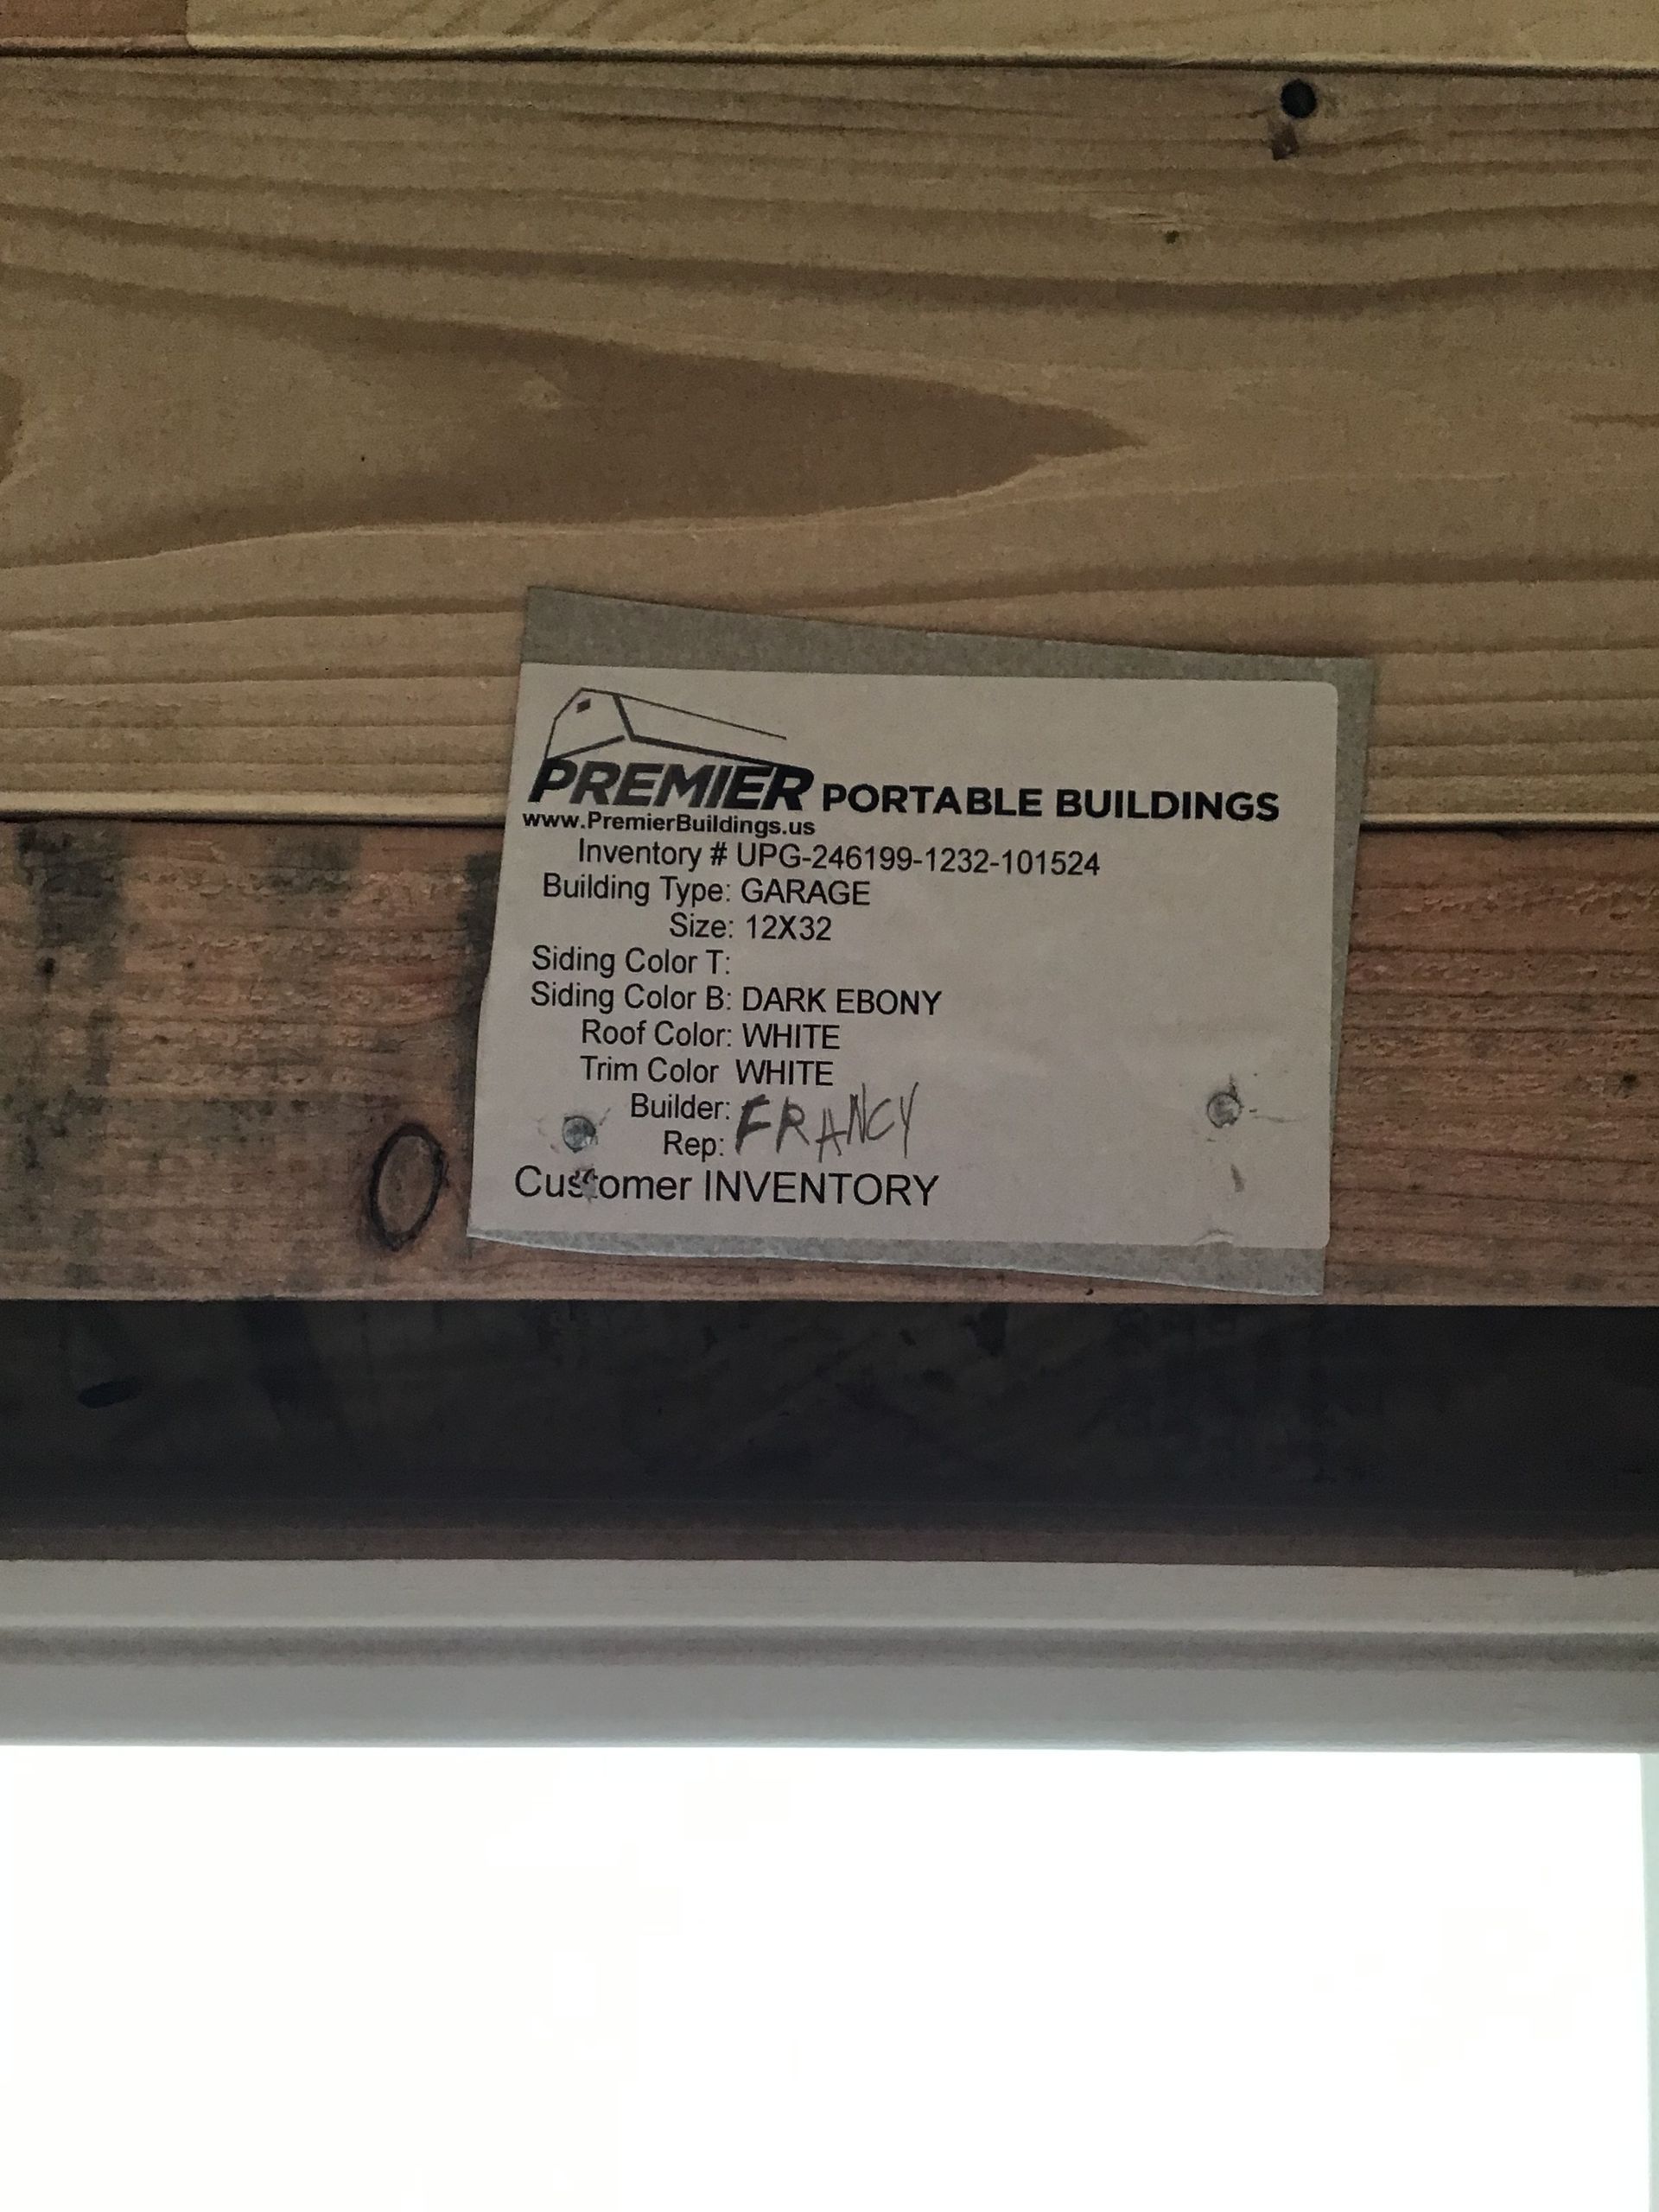 PREMIER PORTABLE BUILDINGS
www.PremierBuildings.us
Inventory # UPG-246199-1232-101524
Building Type: GARAGE
Size: 12X32
Siding Color T:
Siding Color B: DARK EBONY
Roof Color: WHITE
Trim Color WHITE
Builder: FRANCY
Rep:
Customer INVENTORY